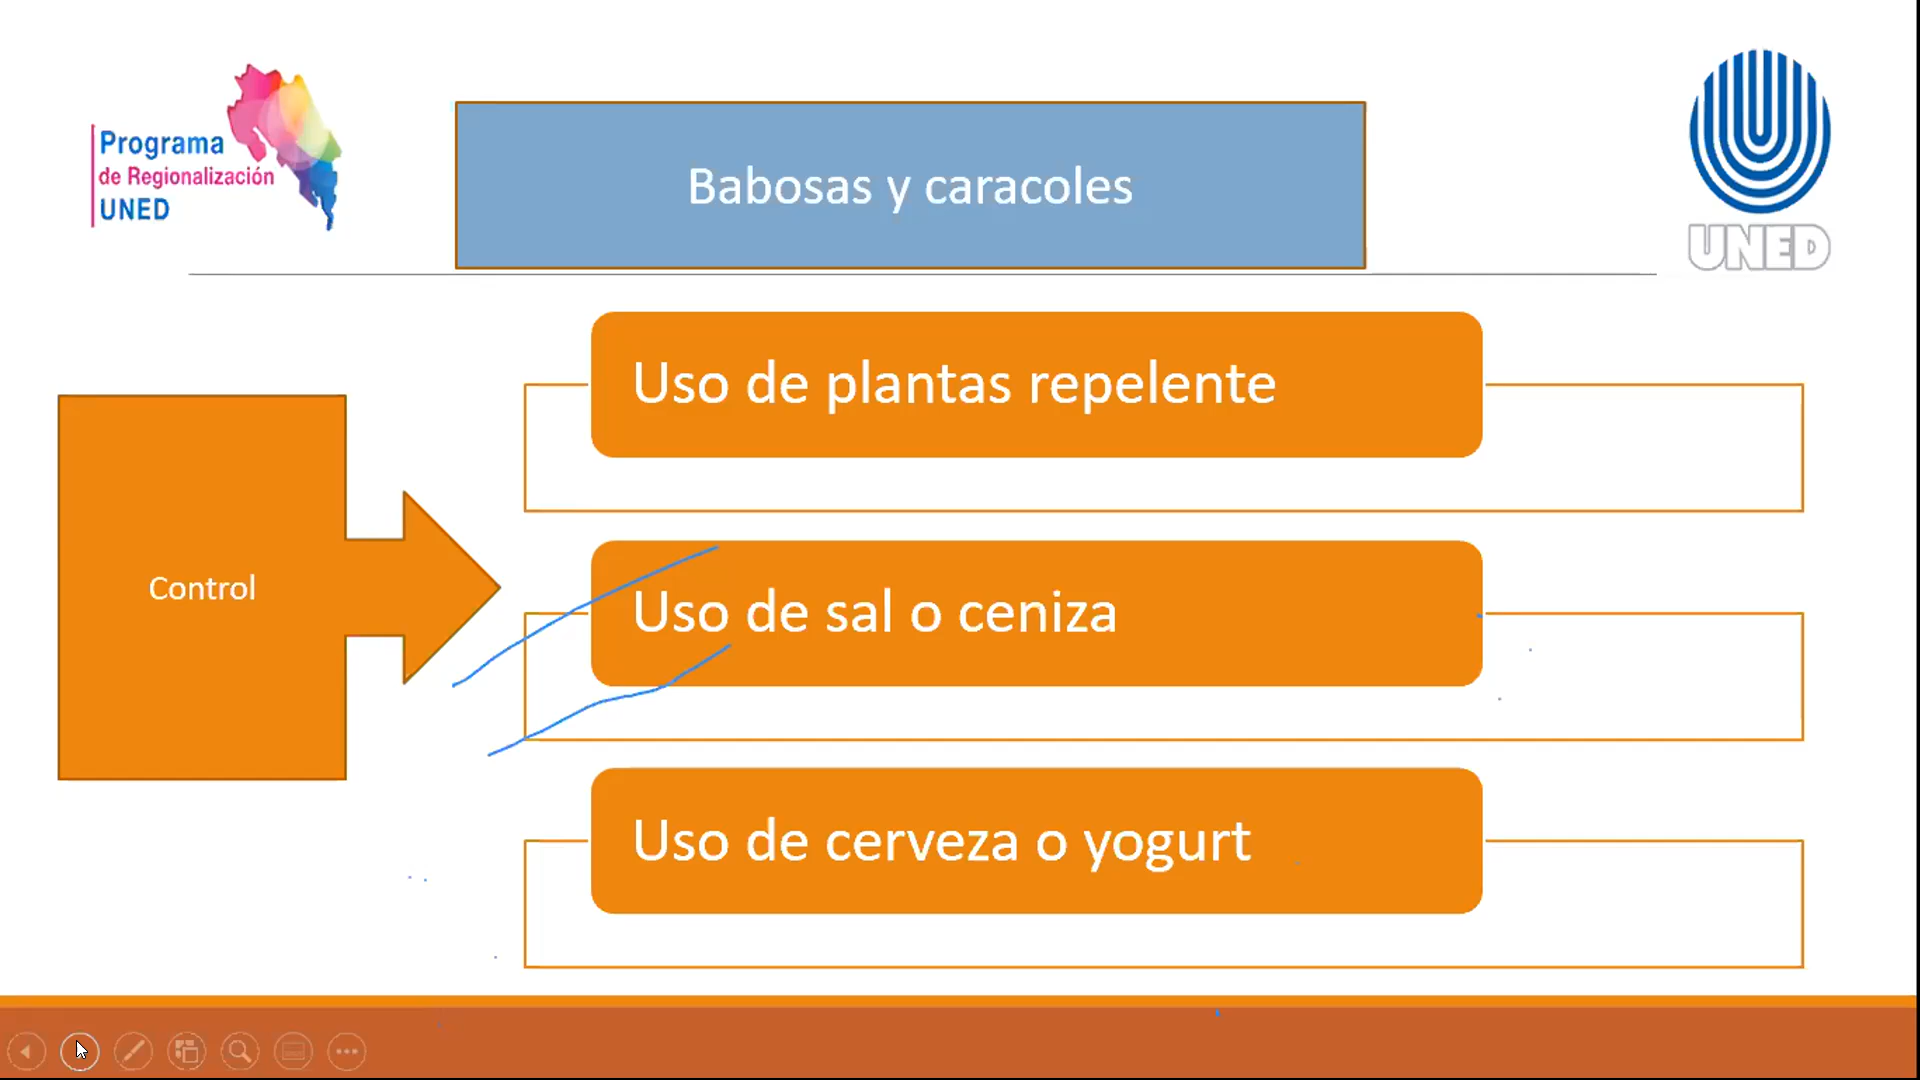 Programa
de Regionalización
UNED
Babosas y caracoles
UNED
Uso de plantas repelente
Control
Uso de sal o ceniza
Uso de cerveza o yogurt